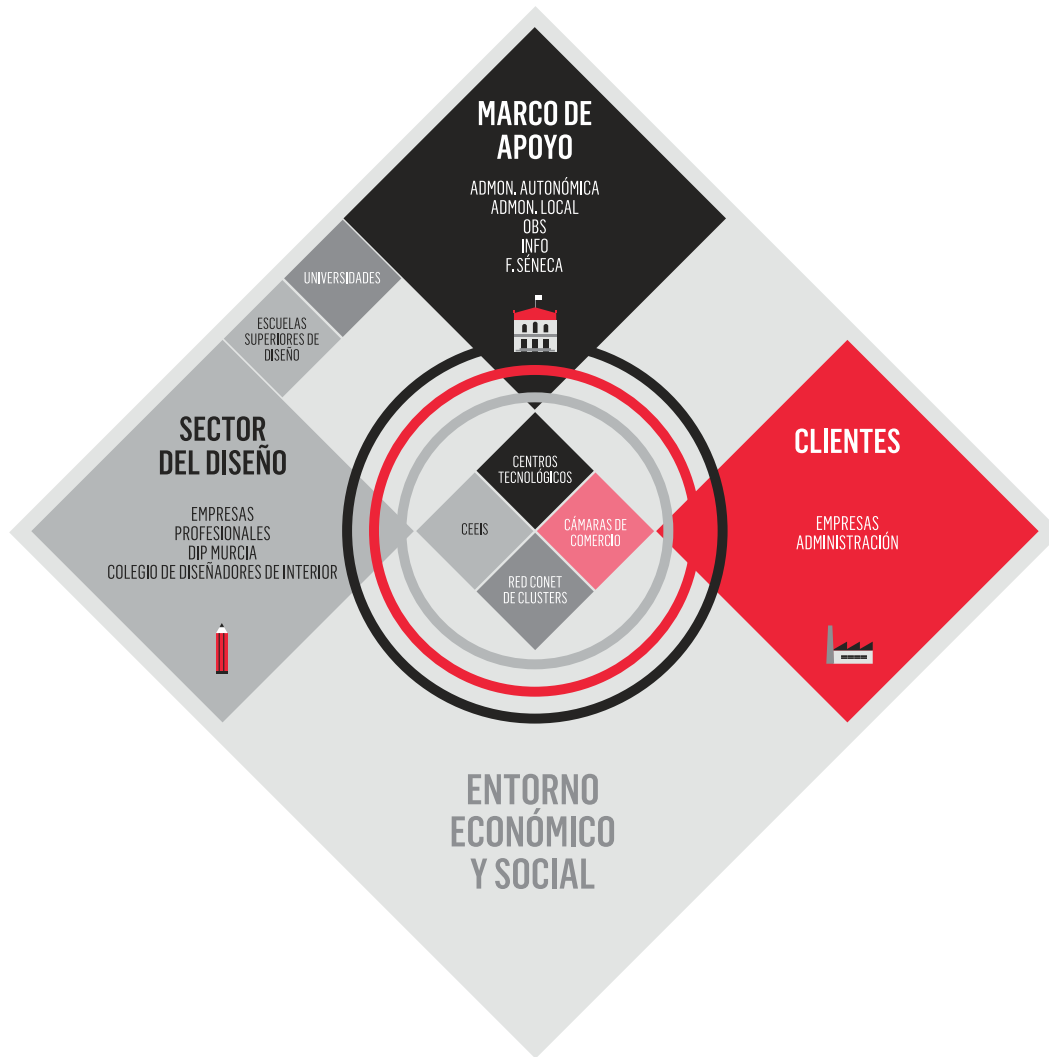 MARCO DE
APOYO
ADMON. AUTONÓMICA
ADMON. LOCAL
OBS
INFO
F. SÉNECA
UNIVERSIDADES
ESCUELAS
SUPERIORES DE
DISEÑO
SECTOR
DEL DISEÑO
EMPRESAS
PROFESIONALES
DIP MURCIA
COLEGIO DE DISEÑADORES DE INTERIOR
CENTROS
TECNOLÓGICOS
CEEIS
CÁMARAS DE
COMERCIO
RED CONET
DE CLUSTERS
CLIENTES
EMPRESAS
ADMINISTRACIÓN
ENTORNO
ECONÓMICO
Y SOCIAL